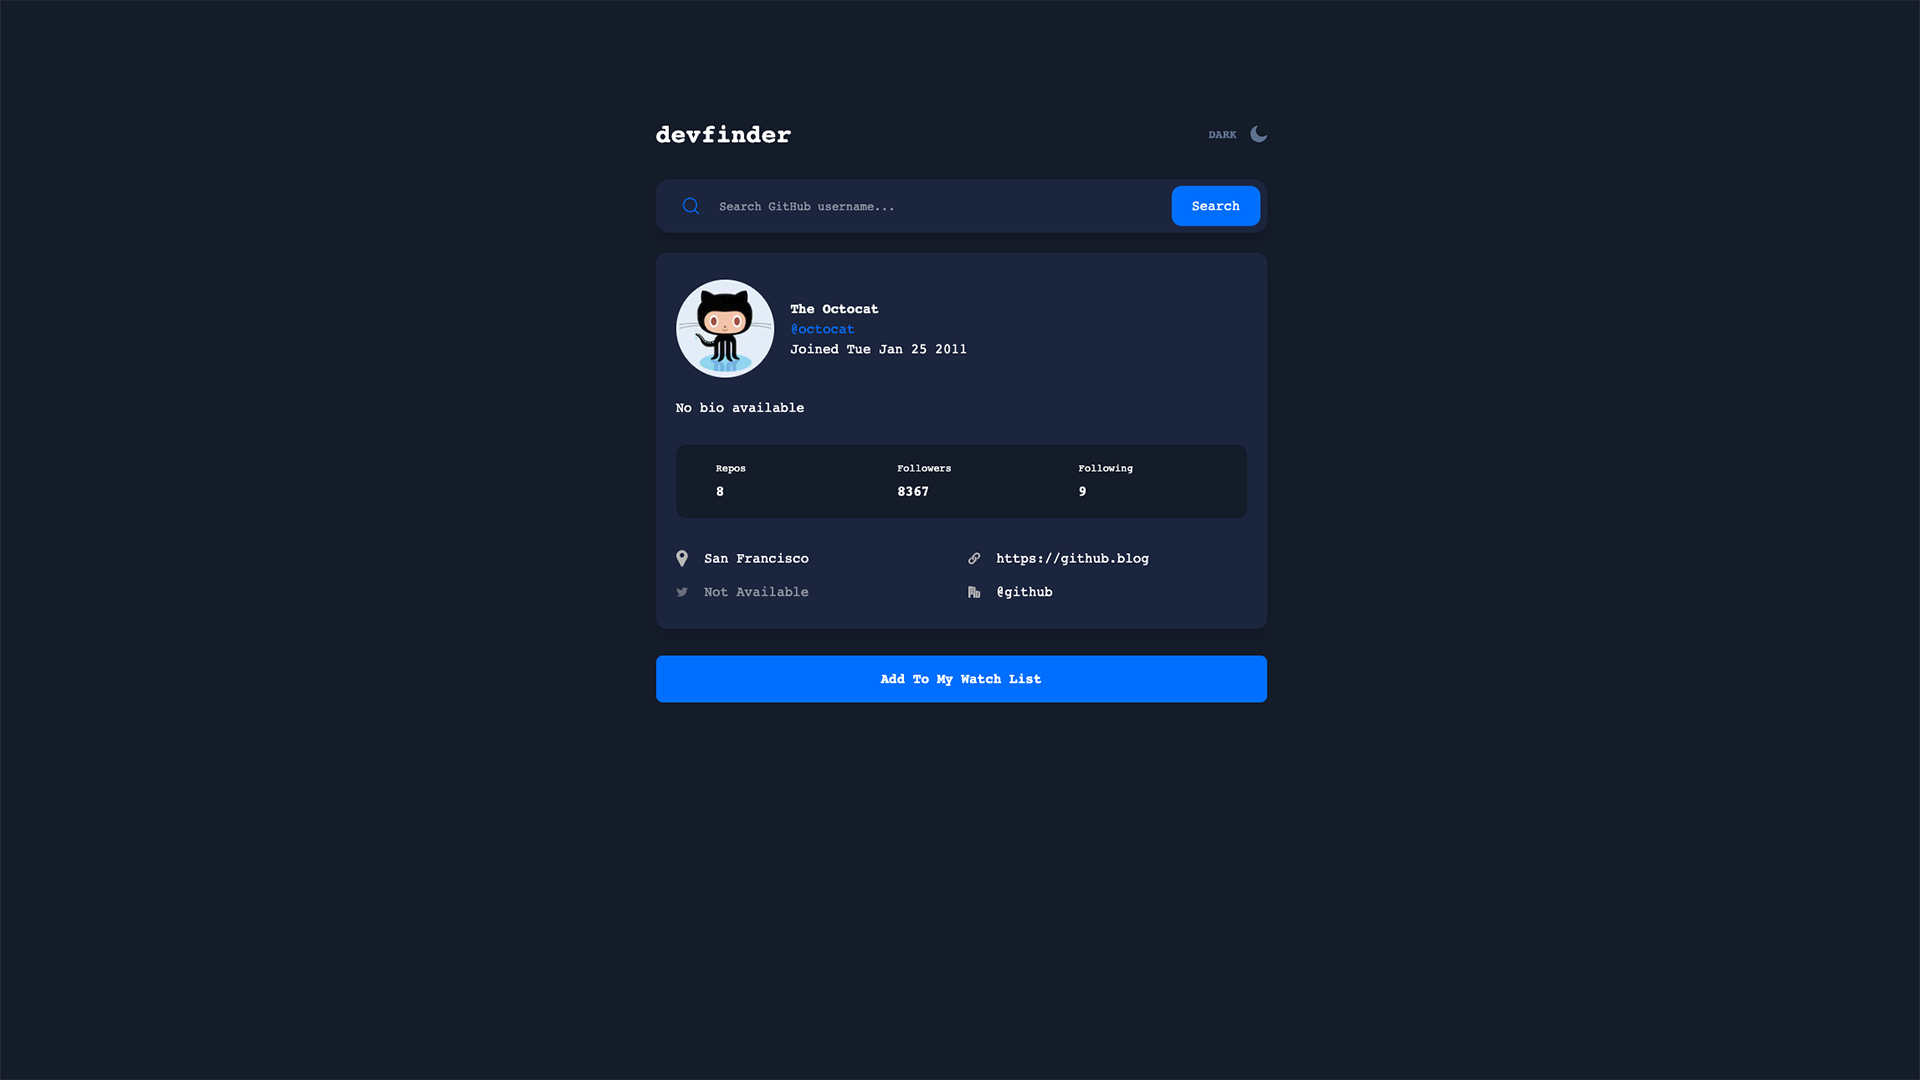 devfinder
DARK
Search GitHub username...
Search
The Octocat
@octocat
Joined Tue Jan 25 2011
No bio available
Repos
Followers
Following
8
8367
9
San Francisco
https://github.blog
Not Available
@github
Add To My Watch List